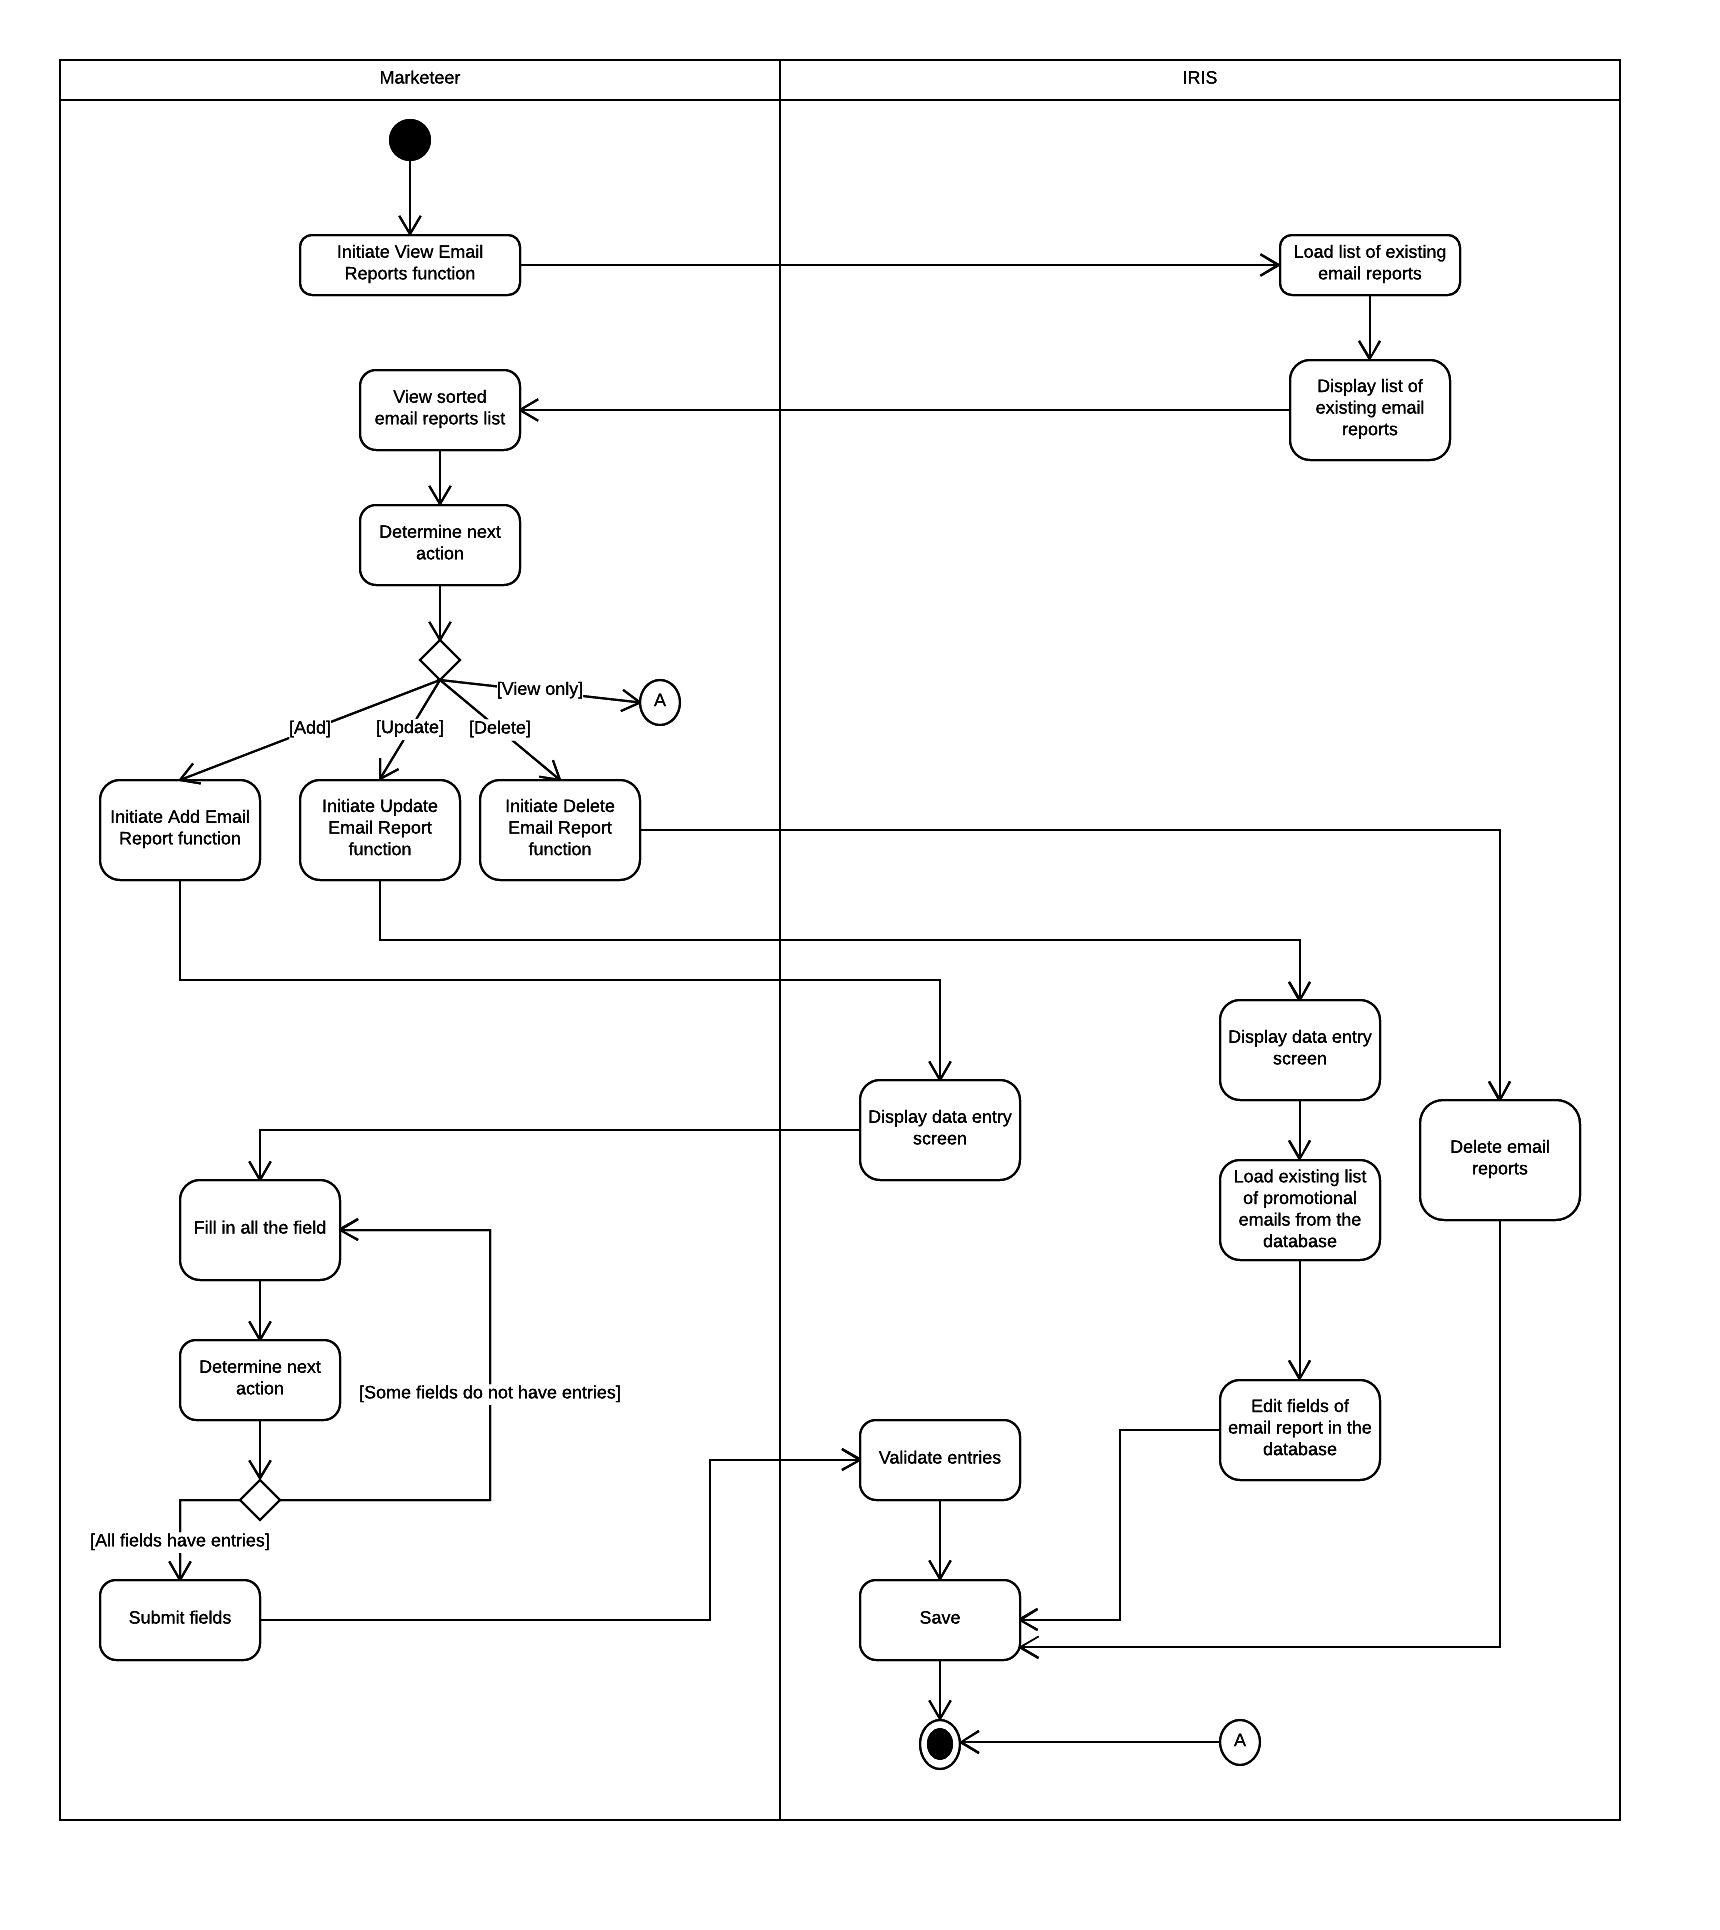 Marketeer
IRIS
Initiate View Email
Reports function
Load list of existing
email reports
View sorted
email reports list
Display list of
existing email
reports
Determine next
action
[View only]
A
[Add]
[Update]
[Delete]
Initiate Add Email
Report function
Initiate Update
Email Report
function
Initiate Delete
Email Report
function
Display data entry
screen
Display data entry
screen
Delete email
reports
Load existing list
of promotional
emails from the
database
Fill in all the field
Determine next
action
[Some fields do not have entries]
Edit fields of
email report in the
database
Validate entries
[All fields have entries]
Submit fields
Save
A